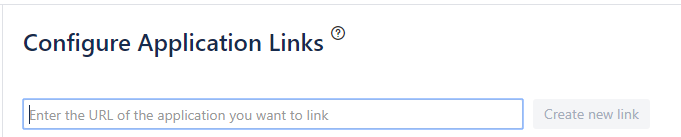 Configure Application Links
Enter the URL of the application you want to link
Create new link